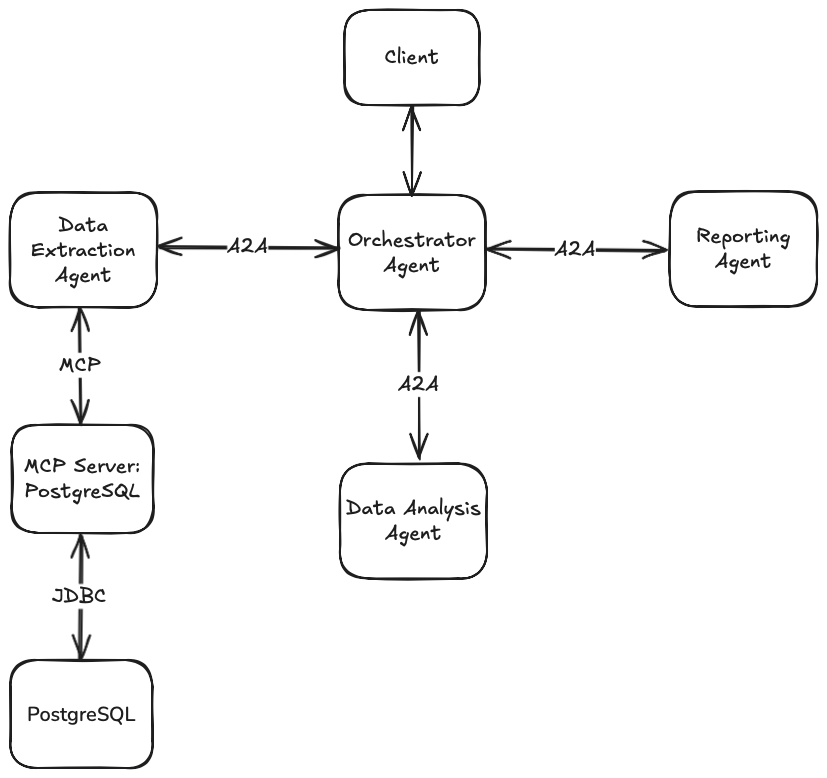 Client
Data
Extraction
Agent
A2A
Orchestrator
Agent
A2A
Reporting
Agent
MCP
A2A
MCP Server:
PostgreSQL
Data Analysis
Agent
JDBC
PostgreSQL